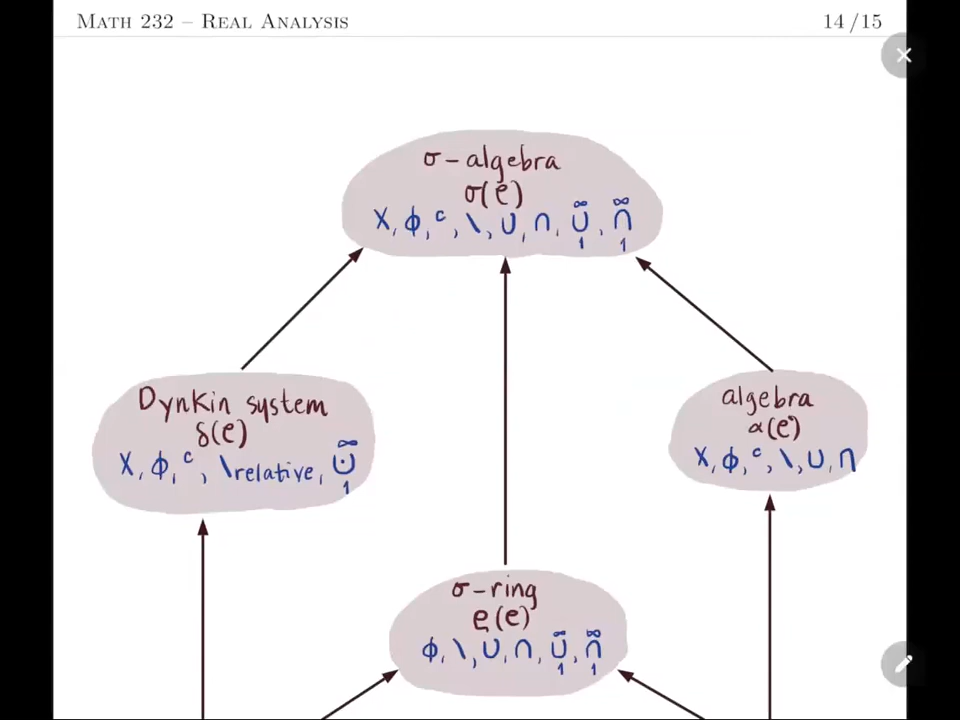 MATH 232 – REAL ANALYSIS 14/15
σ-algebra
σ(e)
X, ϕ, ᶜ, \, ∪, ∩, ∞∪1, ∞∩1
Dynkin system
δ(e)
X, ϕ, ᶜ, \relative, ∞⊍1
algebra
α(e)
X, ϕ, ᶜ, \, ∪, ∩
σ-ring
ϱ(e)
ϕ, \, ∪, ∩, ∞∪1, ∞∩1